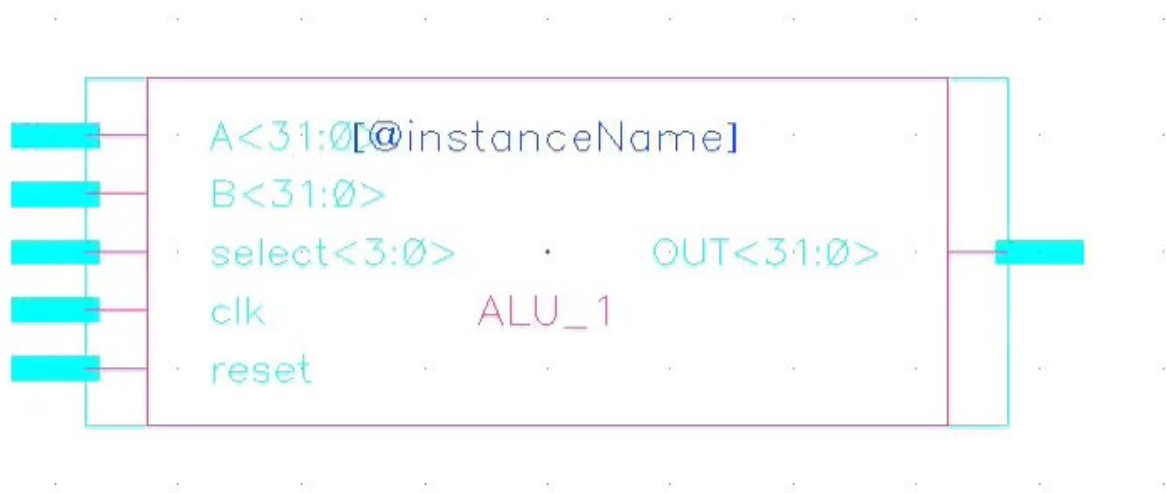 A<31:0> [@instanceName]
B<31:0>
select<3:0> OUT<31:0>
clk ALU_1
reset